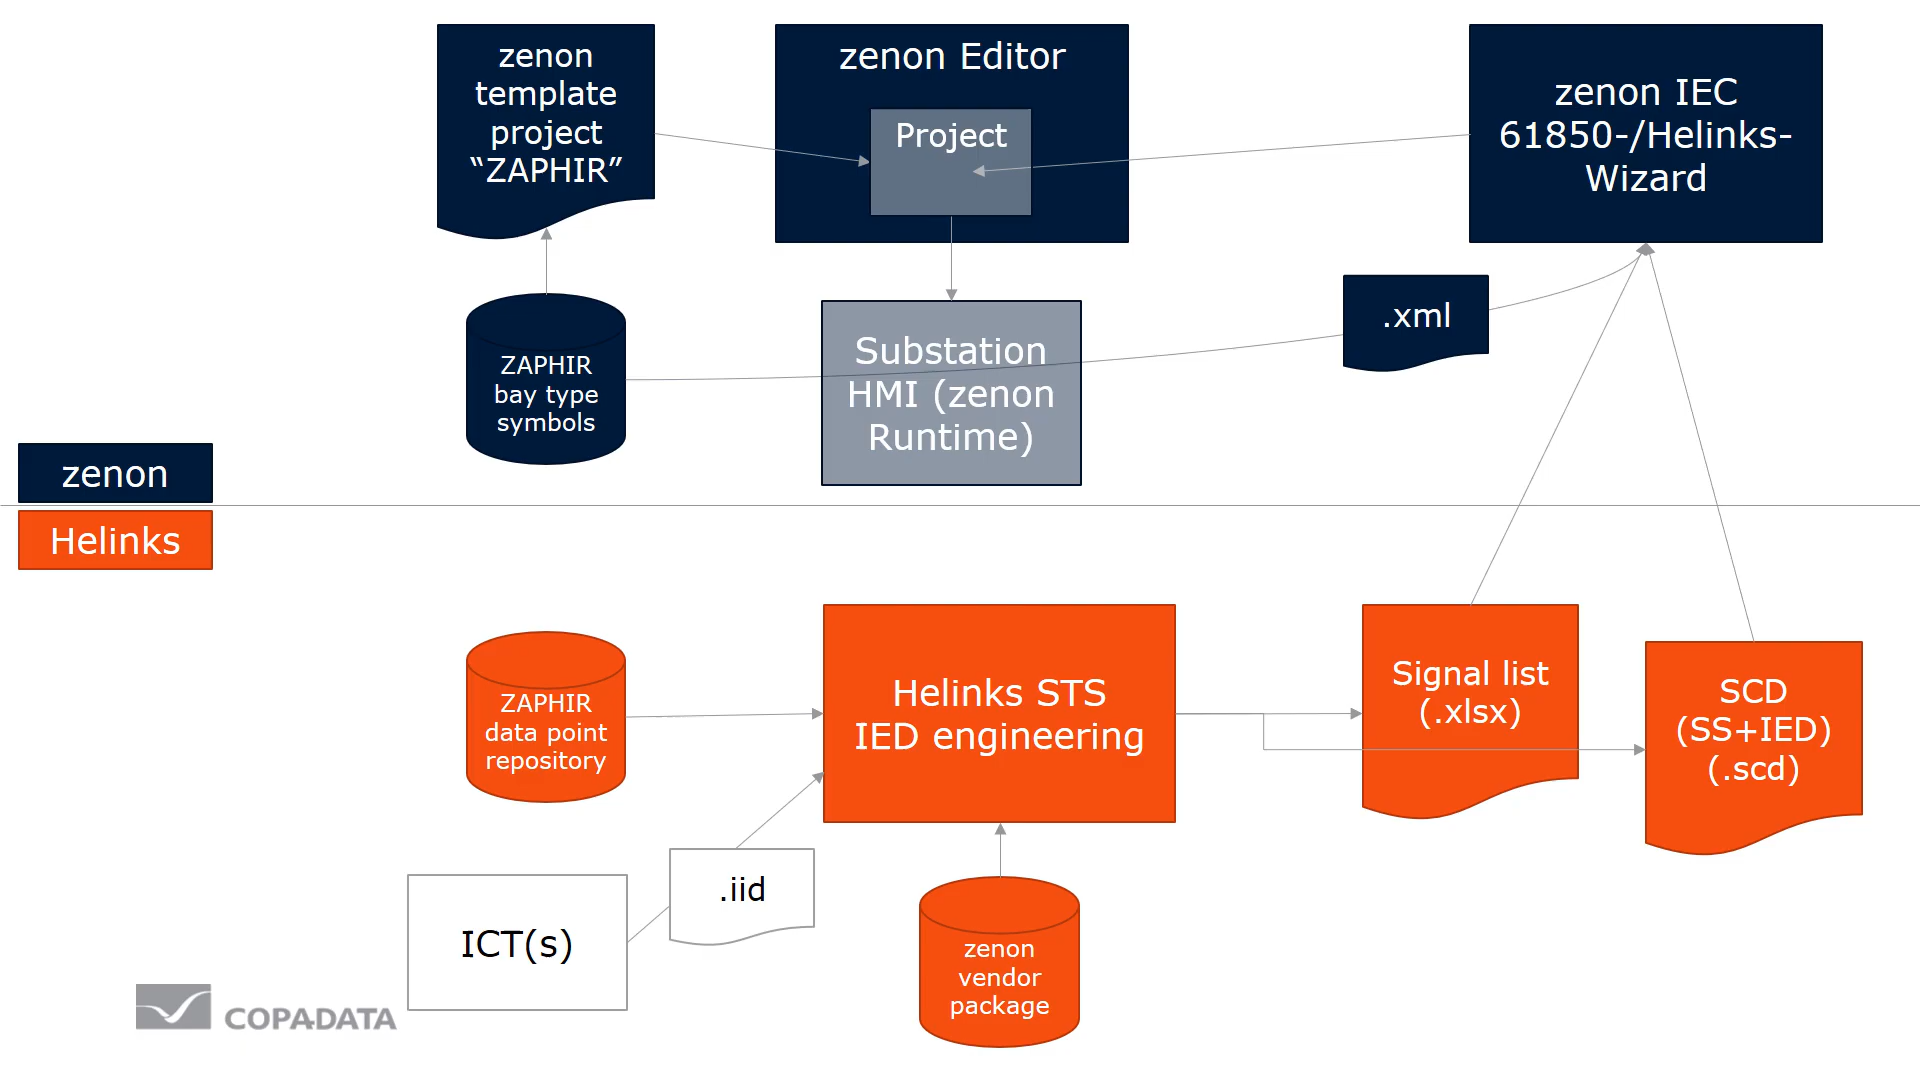 zenon
template
project
“ZAPHIR”
zenon Editor
Project
zenon IEC
61850-/Helinks-
Wizard
.xml
ZAPHIR
bay type
symbols
Substation
HMI (zenon
Runtime)
zenon
Helinks
ZAPHIR
data point
repository
Helinks STS
IED engineering
Signal list
(.xlsx)
SCD
(SS+IED)
(.scd)
.iid
ICT(s)
zenon
vendor
package
COPADATA